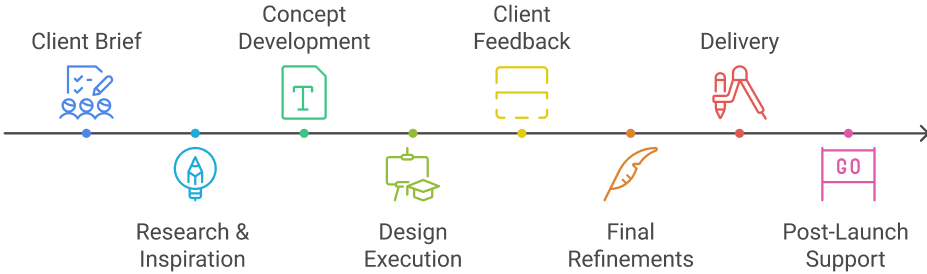 Client Brief
Concept
Development
Client
Feedback
Delivery
T
GO
Research &
Inspiration
Design
Execution
Final
Refinements
Post-Launch
Support